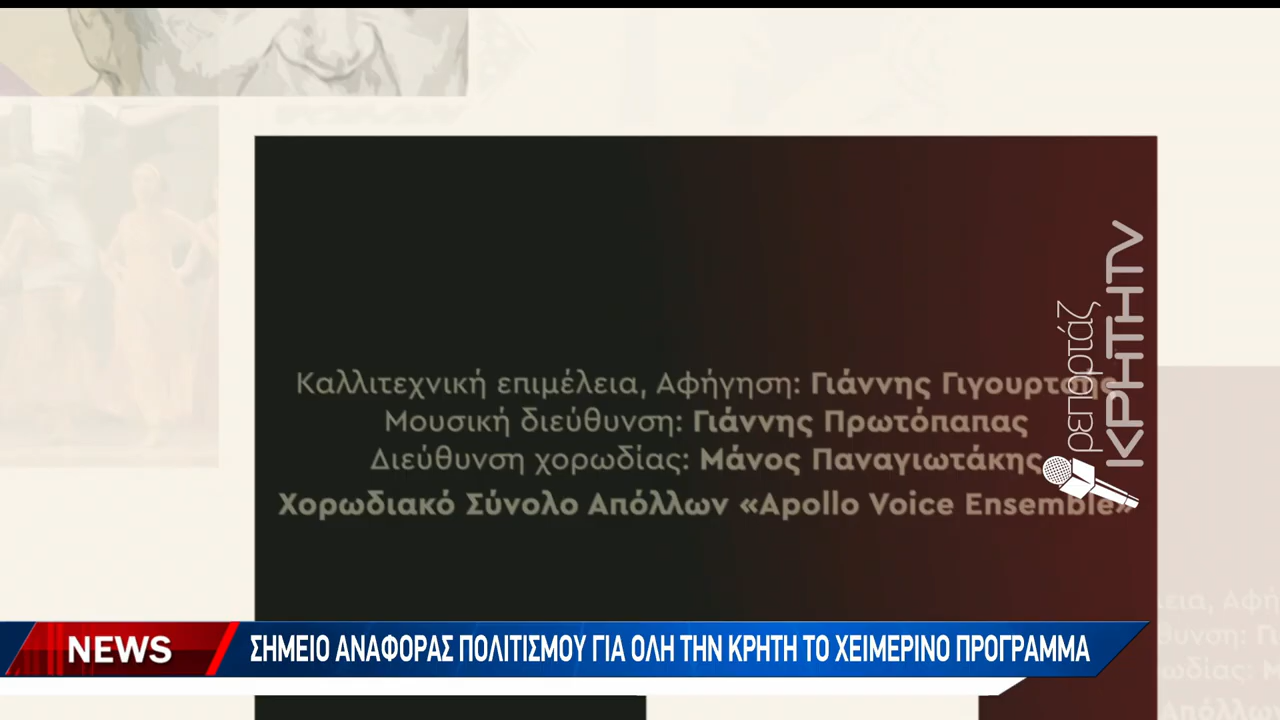 Καλλιτεχνική επιμέλεια, Αφήγηση: Γιάννης Γιγουρτσής
Μουσική διεύθυνση: Γιάννης Πρωτόπαπας
Διεύθυνση χορωδίας: Μάνος Παναγιωτάκης
Χορωδιακό Σύνολο Απόλλων «Apollo Voice Ensemble»
ρεπορτάζ
ΚΡΗΤΗTV
NEWS
ΣΗΜΕΙΟ ΑΝΑΦΟΡΑΣ ΠΟΛΙΤΙΣΜΟΥ ΓΙΑ ΟΛΗ ΤΗΝ ΚΡΗΤΗ ΤΟ ΧΕΙΜΕΡΙΝΟ ΠΡΟΓΡΑΜΜΑ